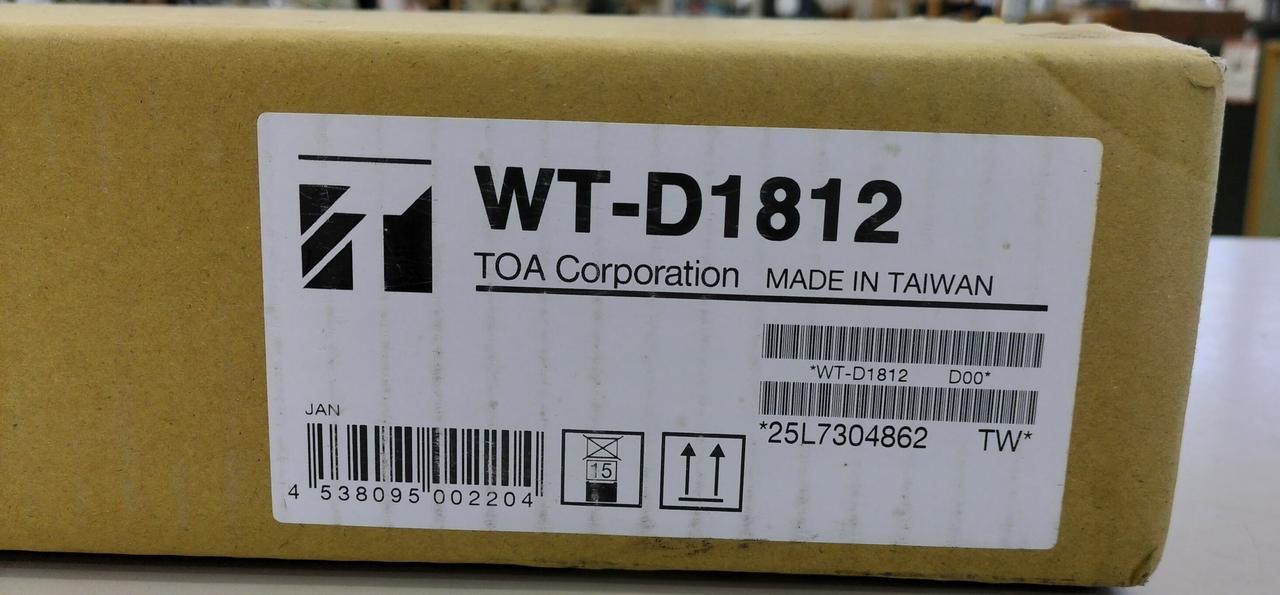 WT-D1812
TOA Corporation MADE IN TAIWAN
*WT-D1812 D00*
*25L7304862 TW*
JAN
4 538095 002204
15